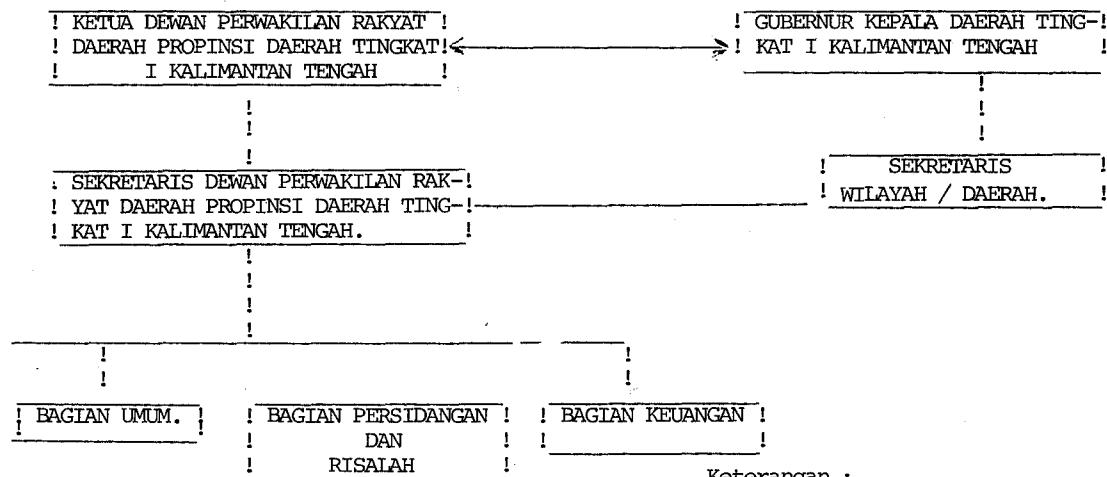 KETUA DEWAN PERWAKILAN RAKYAT
DAERAH PROPINSI DAERAH TINGKAT
I KALIMANTAN TENGAH
GUBERNUR KEPALA DAERAH TING-
KAT I KALIMANTAN TENGAH
SEKRETARIS DEWAN PERWAKILAN RAK-
YAT DAERAH PROPINSI DAERAH TING-
KAT I KALIMANTAN TENGAH.
SEKRETARIS
WILAYAH / DAERAH.
BAGIAN UMUM.
BAGIAN PERSIDANGAN
DAN
RISALAH
BAGIAN KEUANGAN
Keterangan :